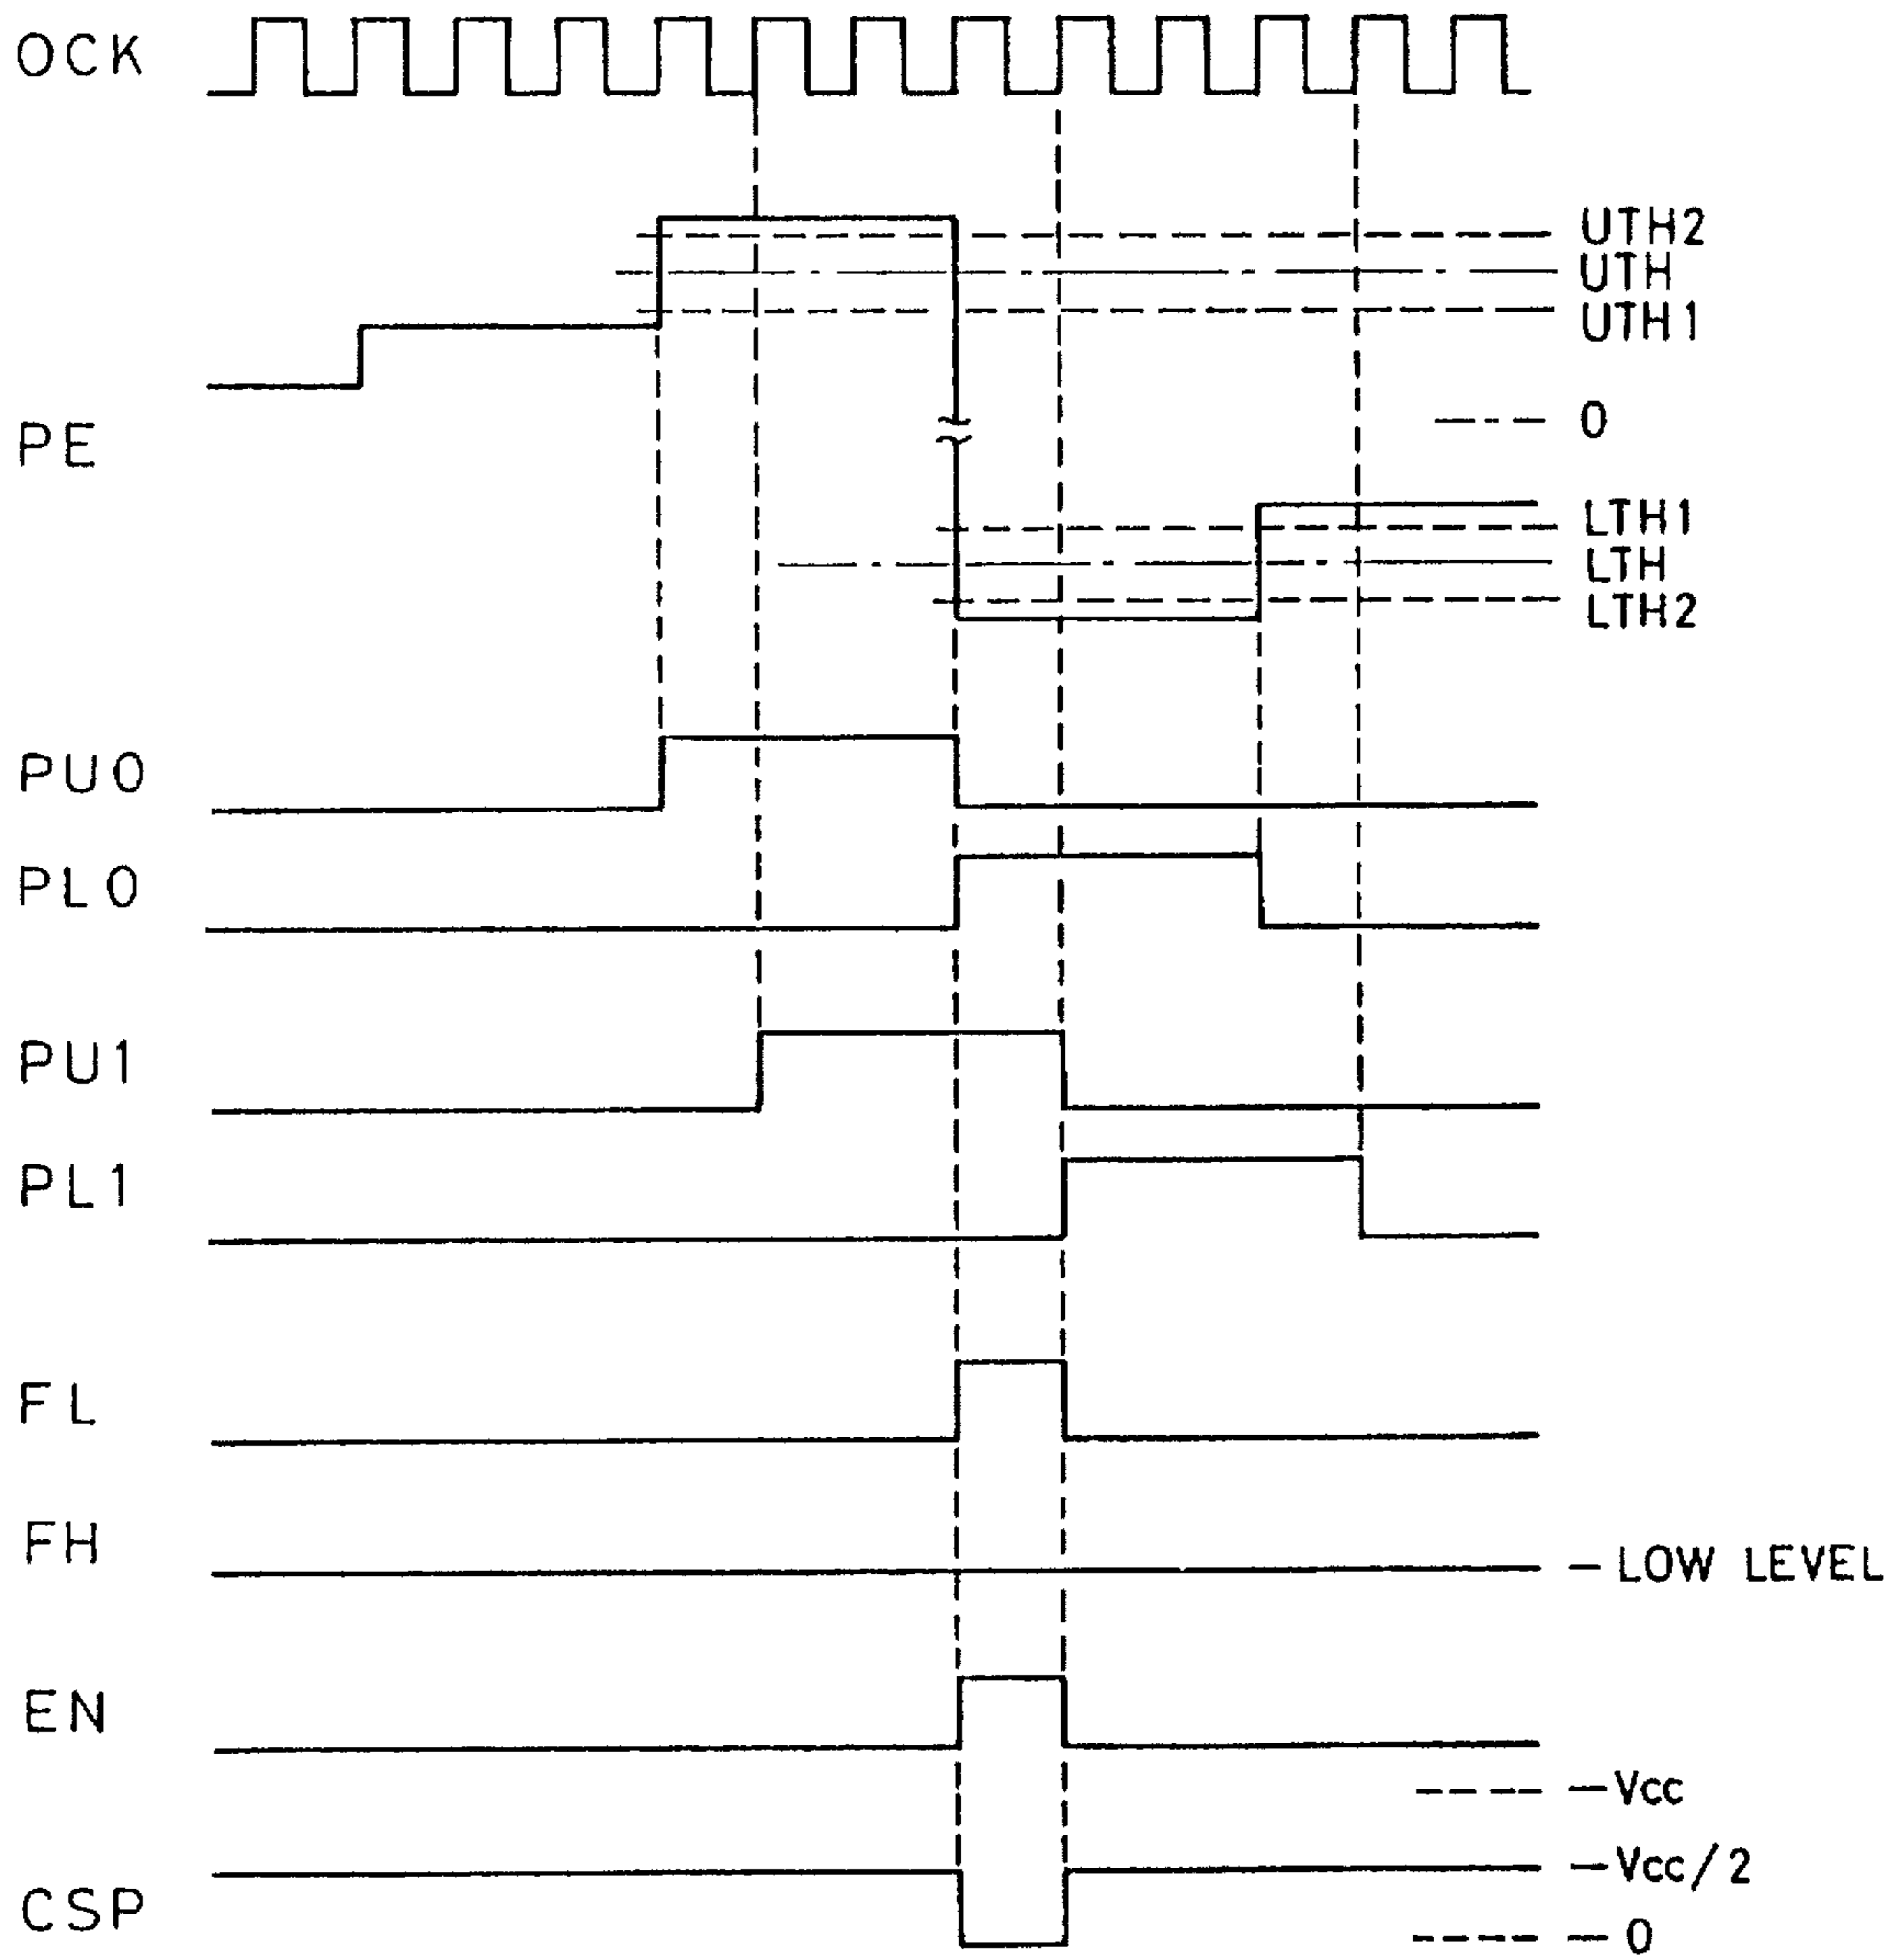 OCK
UTH2
UTH
UTH1
0
PE
LTH1
LTH
LTH2
PU0
PL0
PU1
PL1
FL
FH
LOW LEVEL
EN
Vcc
Vcc/2
CSP
0